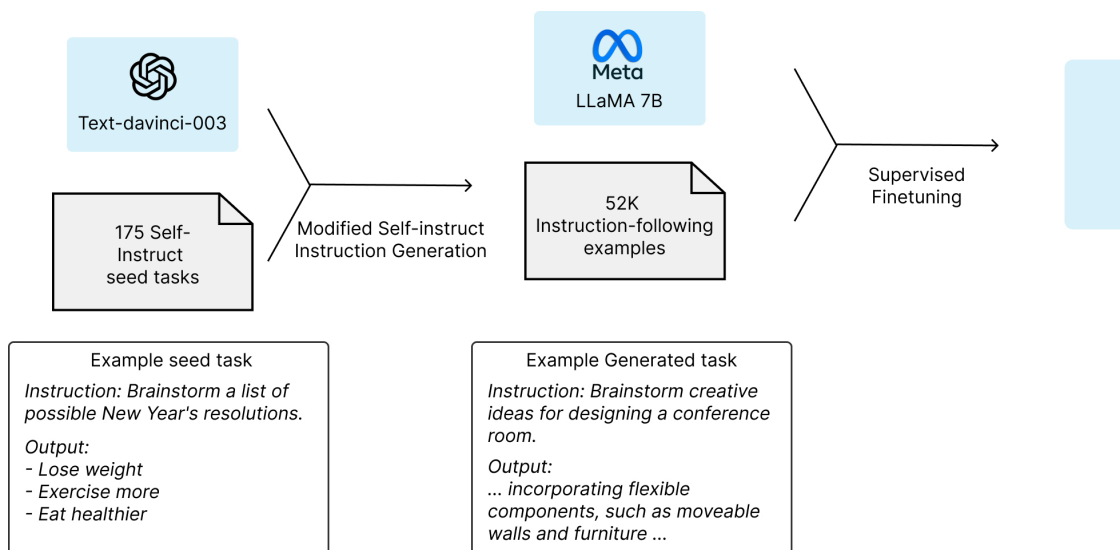 Text-davinci-003
175 Self-
Instruct
seed tasks
Modified Self-instruct
Instruction Generation
Meta
LLaMA 7B
52K
Instruction-following
examples
Supervised
Finetuning
Example seed task
Instruction: Brainstorm a list of
possible New Year's resolutions.
Output:
- Lose weight
- Exercise more
- Eat healthier
Example Generated task
Instruction: Brainstorm creative
ideas for designing a conference
room.
Output:
... incorporating flexible
components, such as moveable
walls and furniture ...